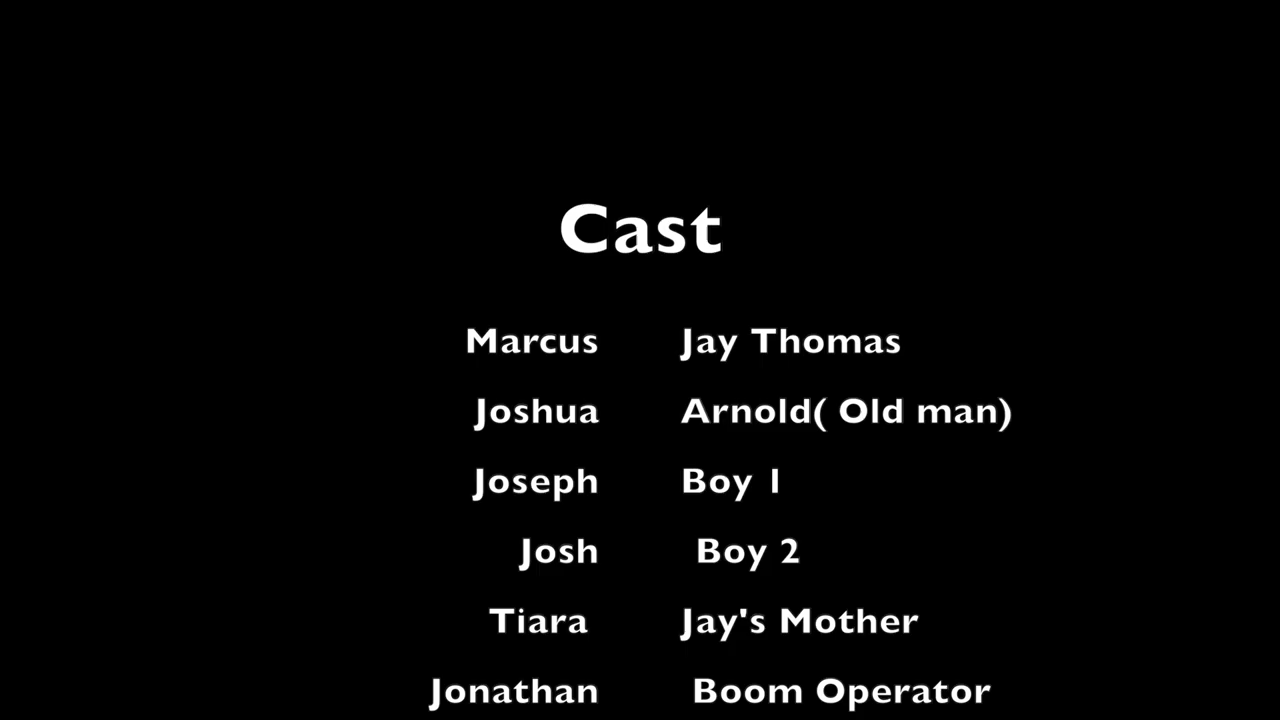 Cast
Marcus Jay Thomas
Joshua Arnold( Old man)
Joseph Boy 1
Josh Boy 2
Tiara Jay's Mother
Jonathan Boom Operator